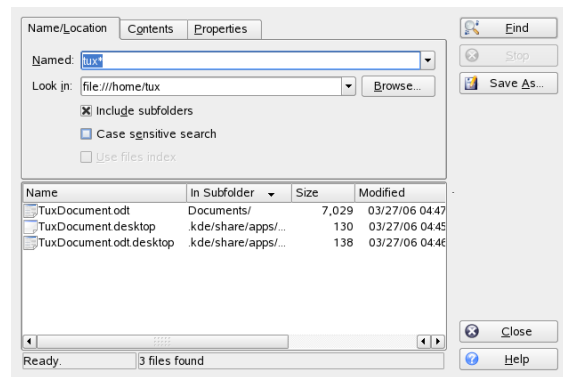 Name/Location Contents Properties
Named: tux*
Look in: file:///home/tux Browse...
Include subfolders
Case sensitive search
Use files index
Find
Stop
Save As...
Name In Subfolder Size Modified
TuxDocument.odt Documents/ 7,029 03/27/06 04:47
TuxDocument.desktop .kde/share/apps/... 130 03/27/06 04:45
TuxDocument.odt.desktop .kde/share/apps/... 138 03/27/06 04:46
Close
Ready. 3 files found
Help